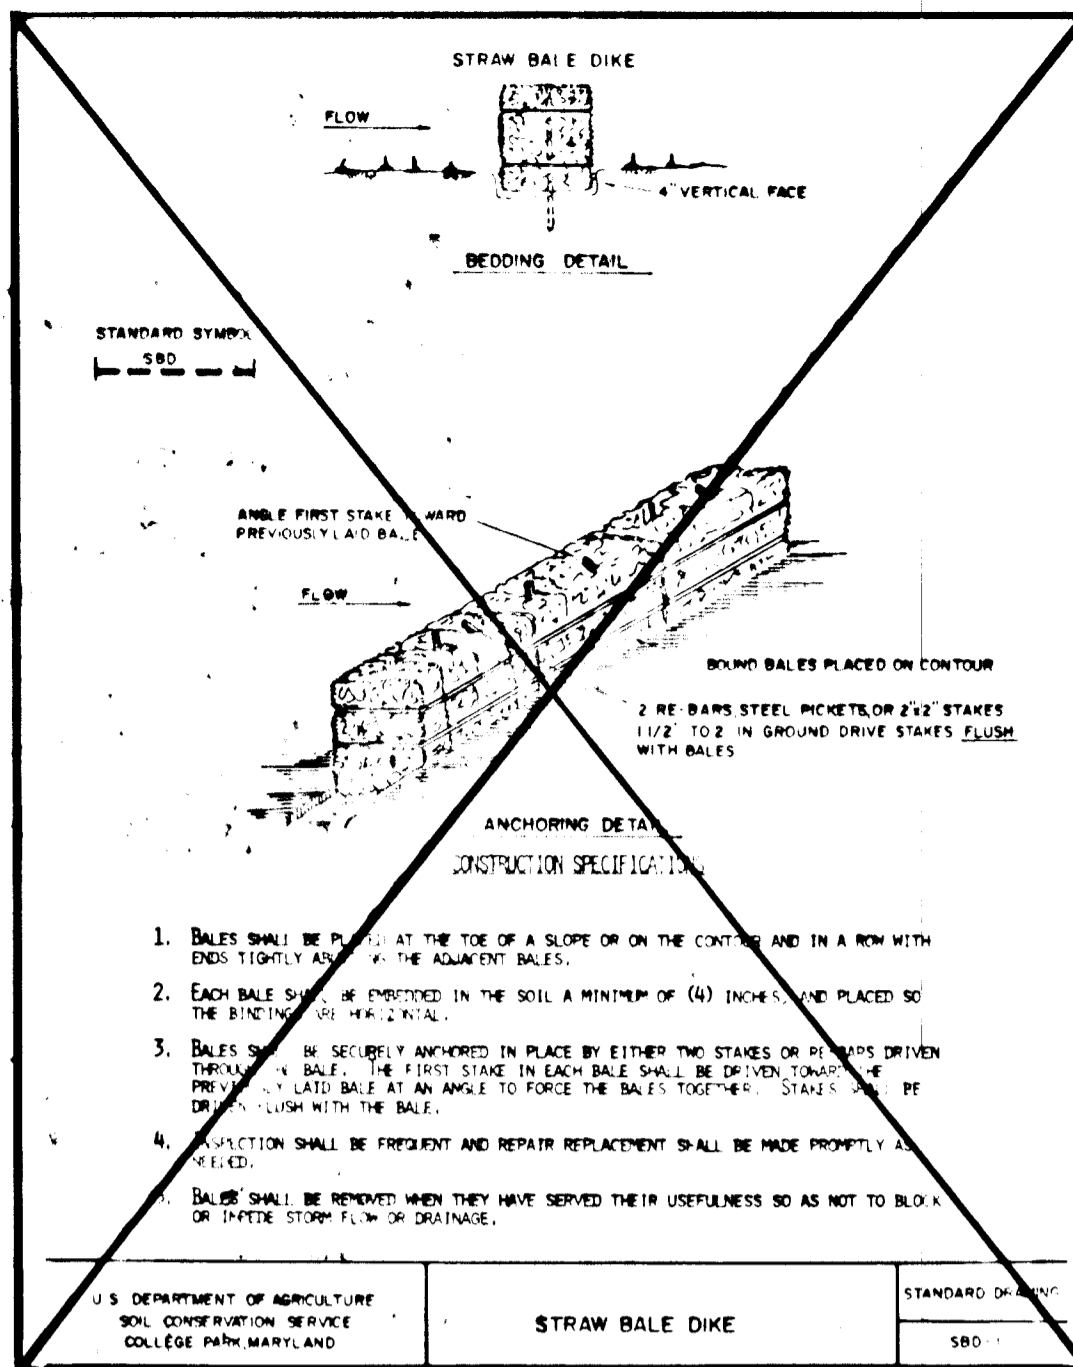 STRAW BALE DIKE
FLOW
4" VERTICAL FACE
BEDDING DETAIL
STANDARD SYMBOL
SBD
ANGLE FIRST STAKE TOWARD
PREVIOUSLY LAID BALE
FLOW
BOUND BALES PLACED ON CONTOUR
2 RE-BARS, STEEL PICKETS, OR 2"x2" STAKES
1 1/2' TO 2 IN GROUND DRIVE STAKES FLUSH
WITH BALES
ANCHORING DETAIL
CONSTRUCTION SPECIFICATIONS
1. BALES SHALL BE PLACED AT THE TOE OF A SLOPE OR ON THE CONTOUR AND IN A ROW WITH
ENDS TIGHTLY ABUTTING THE ADJACENT BALES.
2. EACH BALE SHALL BE EMBEDDED IN THE SOIL A MINIMUM OF (4) INCHES, AND PLACED SO
THE BINDINGS ARE HORIZONTAL.
3. BALES SHALL BE SECURELY ANCHORED IN PLACE BY EITHER TWO STAKES OR RE-BARS DRIVEN
THROUGH THE BALE. THE FIRST STAKE IN EACH BALE SHALL BE DRIVEN TOWARD THE
PREVIOUSLY LAID BALE AT AN ANGLE TO FORCE THE BALES TOGETHER. STAKES SHALL BE
DRIVEN FLUSH WITH THE BALE.
4. INSPECTION SHALL BE FREQUENT AND REPAIR REPLACEMENT SHALL BE MADE PROMPTLY AS
NEEDED.
5. BALES SHALL BE REMOVED WHEN THEY HAVE SERVED THEIR USEFULNESS SO AS NOT TO BLOCK
OR IMPEDE STORM FLOW OR DRAINAGE.
U S DEPARTMENT OF AGRICULTURE
SOIL CONSERVATION SERVICE
COLLEGE PARK, MARYLAND
STRAW BALE DIKE
STANDARD DRAWING
SBD-1